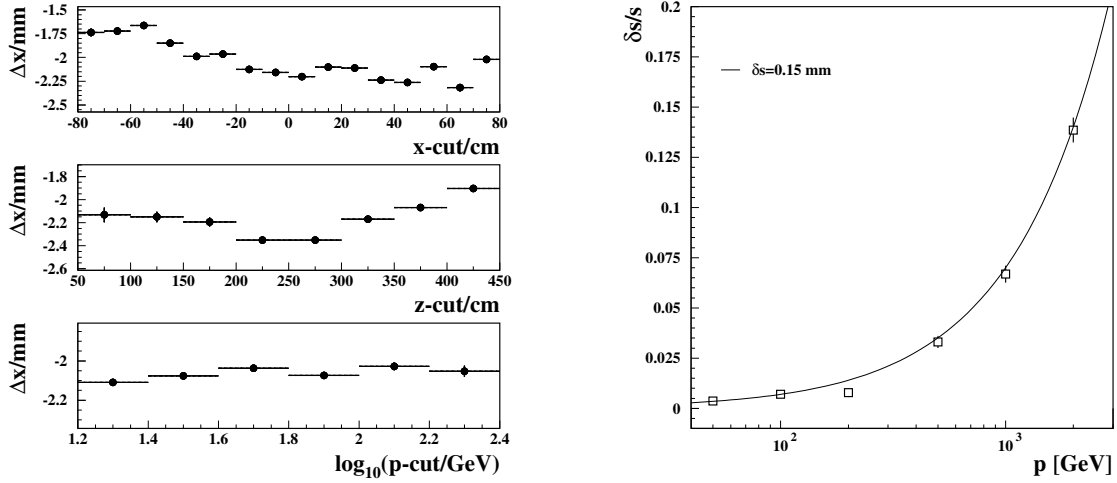 Δx/mm
-1.5
-1.75
-2
-2.25
-2.5
-80 -60 -40 -20 0 20 40 60 80
x-cut/cm
Δx/mm
-1.8
-2
-2.2
-2.4
-2.6
50 100 150 200 250 300 350 400 450
z-cut/cm
Δx/mm
-2
-2.2
1.2 1.4 1.6 1.8 2 2.2 2.4
log₁₀(p-cut/GeV)
δs/s
0.2
0.175
0.15
0.125
0.1
0.075
0.05
0.025
0
δs=0.15 mm
10² 10³
p [GeV]